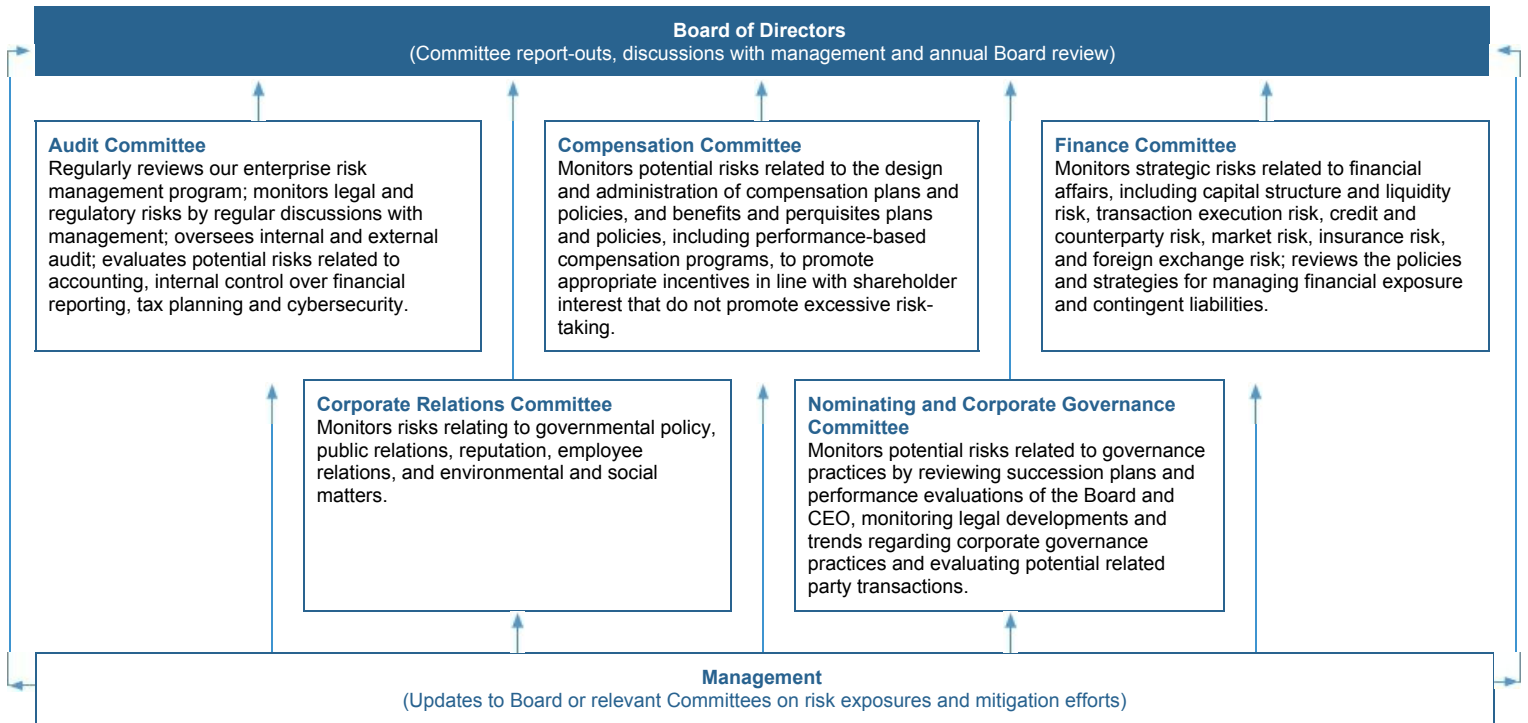 Board of Directors
(Committee report-outs, discussions with management and annual Board review)
Audit Committee
Regularly reviews our enterprise risk
management program; monitors legal and
regulatory risks by regular discussions with
management; oversees internal and external
audit; evaluates potential risks related to
accounting, internal control over financial
reporting, tax planning and cybersecurity.
Compensation Committee
Monitors potential risks related to the design
and administration of compensation plans and
policies, and benefits and perquisites plans
and policies, including performance-based
compensation programs, to promote
appropriate incentives in line with shareholder
interest that do not promote excessive risk-
taking.
Finance Committee
Monitors strategic risks related to financial
affairs, including capital structure and liquidity
risk, transaction execution risk, credit and
counterparty risk, market risk, insurance risk,
and foreign exchange risk; reviews the policies
and strategies for managing financial exposure
and contingent liabilities.
Corporate Relations Committee
Monitors risks relating to governmental policy,
public relations, reputation, employee
relations, and environmental and social
matters.
Nominating and Corporate Governance
Committee
Monitors potential risks related to governance
practices by reviewing succession plans and
performance evaluations of the Board and
CEO, monitoring legal developments and
trends regarding corporate governance
practices and evaluating potential related
party transactions.
Management
(Updates to Board or relevant Committees on risk exposures and mitigation efforts)